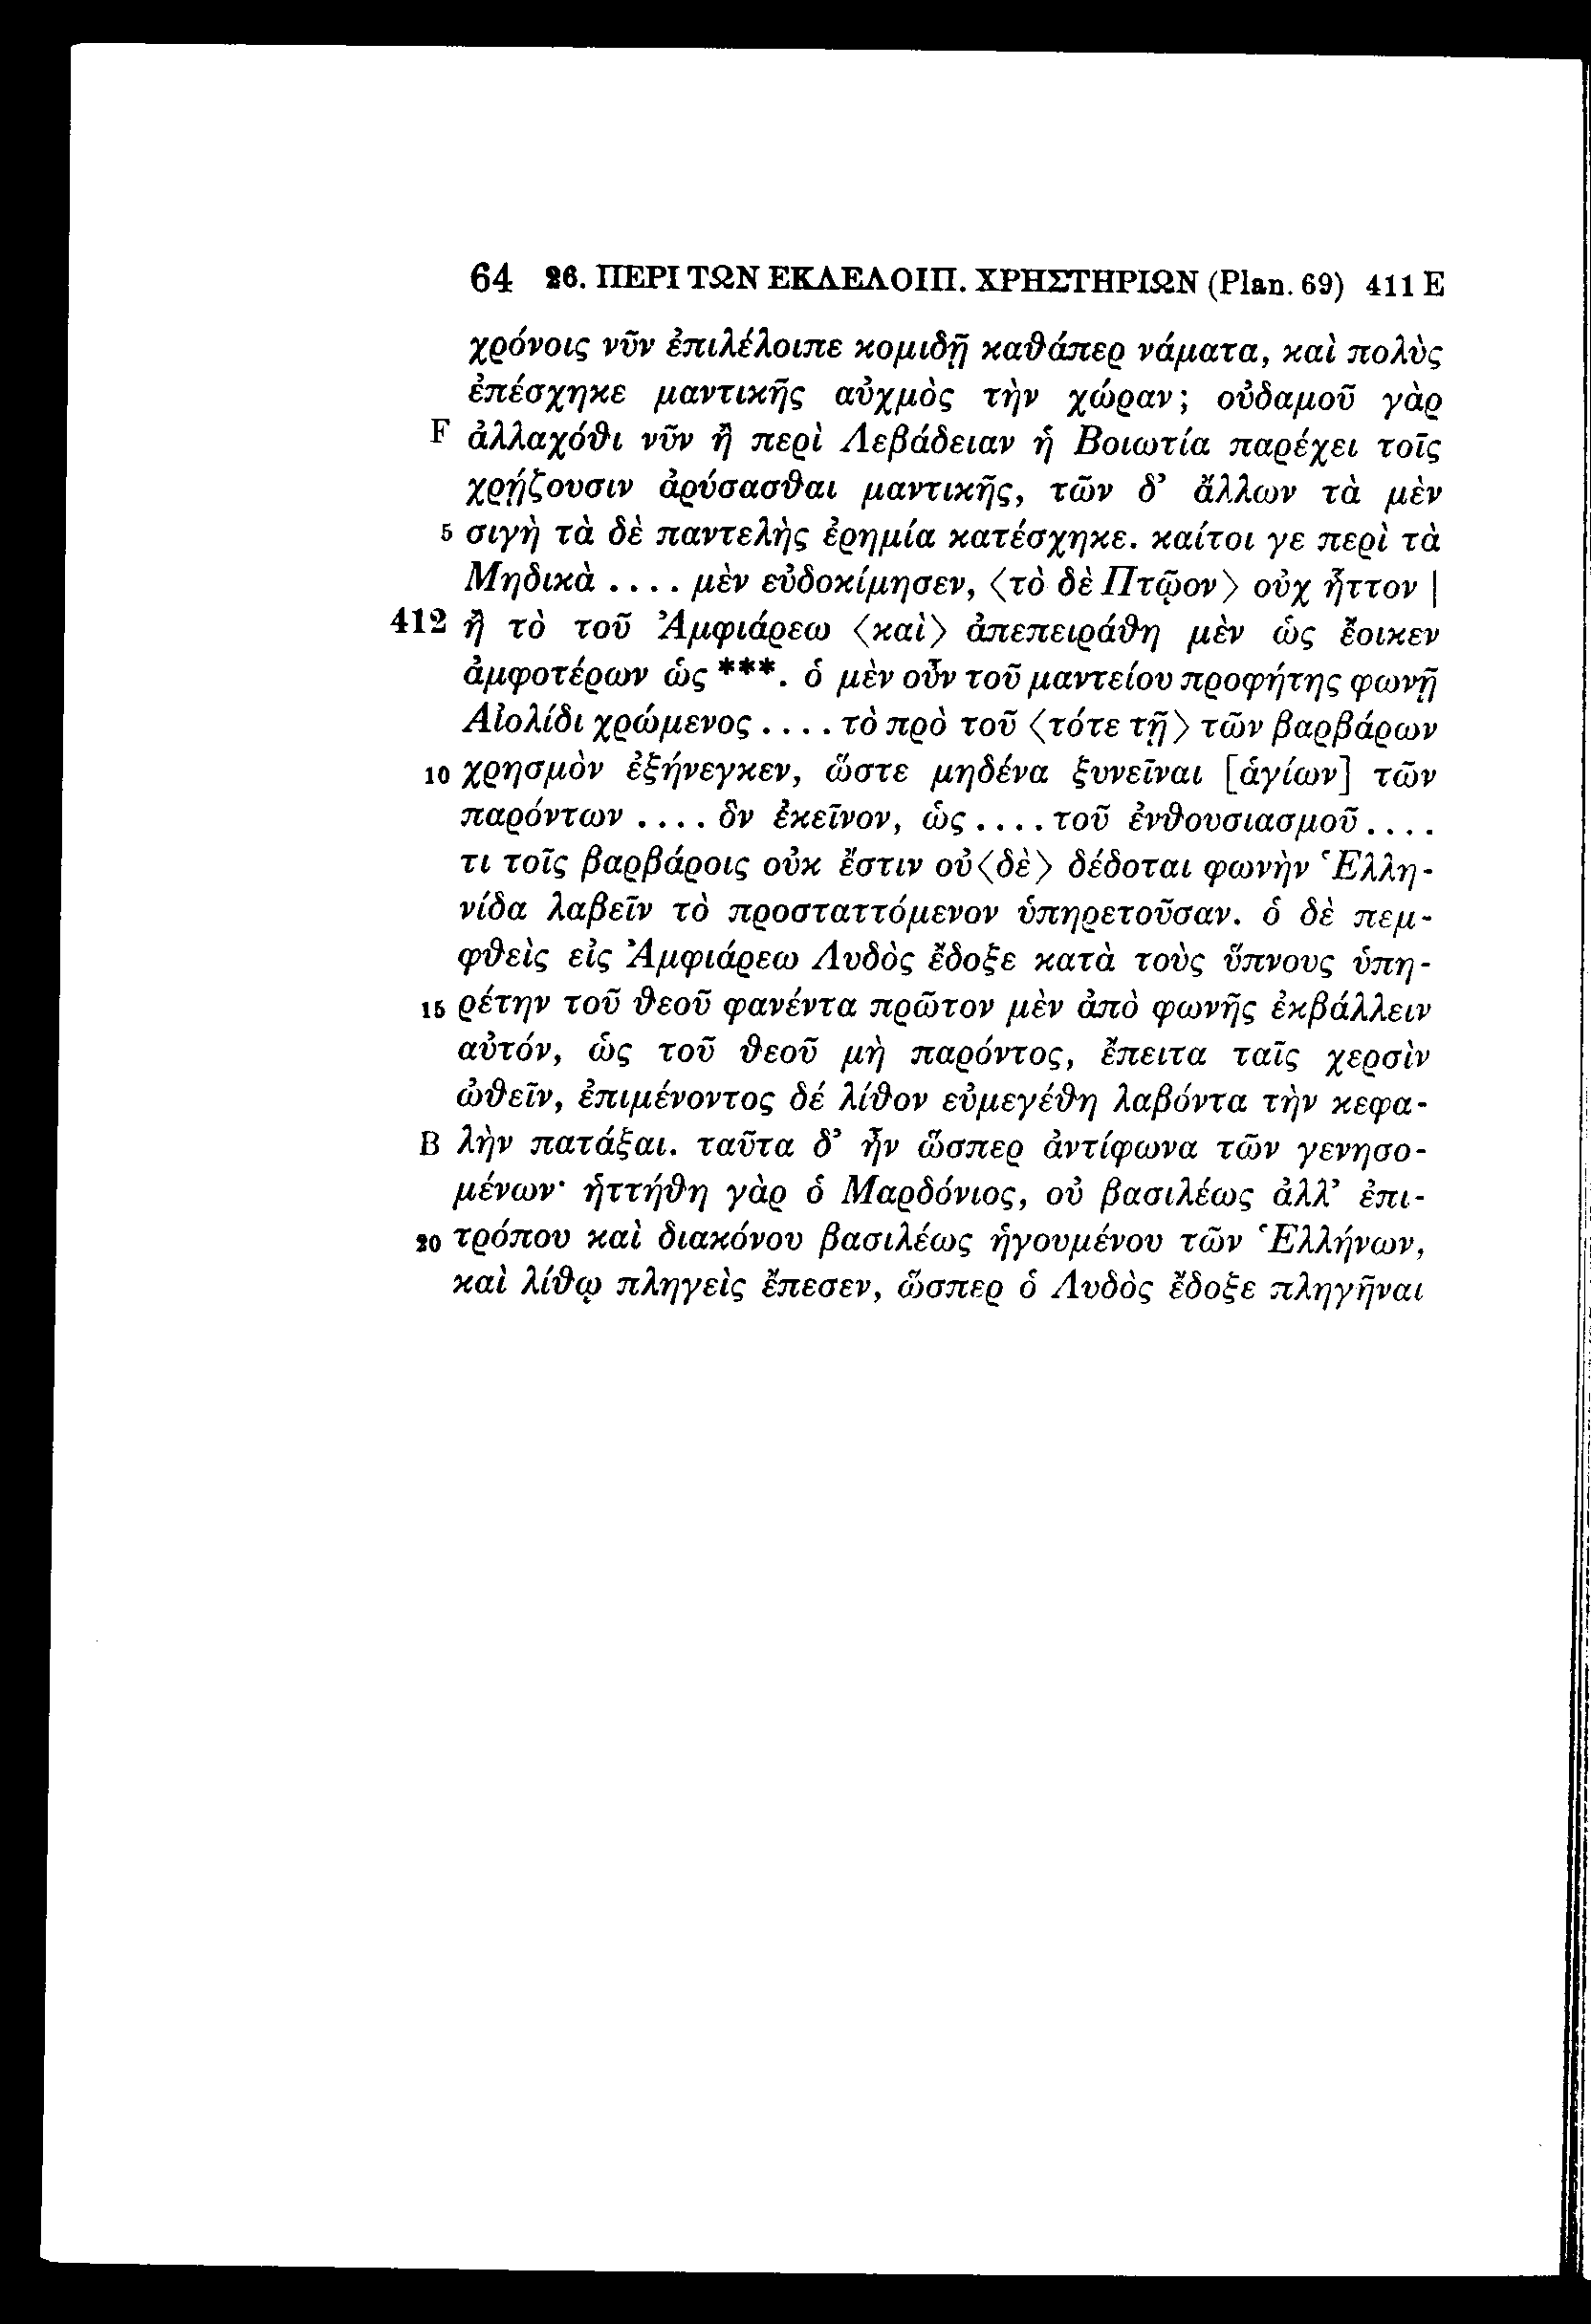 64 26. ΠΕΡΙ ΤΩΝ ΕΚΛΕΛΟΙΠ. ΧΡΗΣΤΗΡΙΩΝ (Plan. 69) 411 E
χρόνοις νῦν ἐπιλέλοιπε κομιδῇ καθάπερ νάματα, καὶ πολὺς
ἐπέσχηκε μαντικῆς αὐχμὸς τὴν χώραν; οὐδαμοῦ γὰρ
F ἀλλαχόθι νῦν ἢ περὶ Λεβάδειαν ἡ Βοιωτία παρέχει τοῖς
χρῄζουσιν ἀρύσασθαι μαντικῆς, τῶν δ’ ἄλλων τὰ μὲν
5 σιγὴ τὰ δὲ παντελὴς ἐρημία κατέσχηκε. καίτοι γε περὶ τὰ
Μηδικὰ .... μὲν εὐδοκίμησεν, ⟨τὸ δὲ Πτῷον⟩ οὐχ ἧττον |
412 ἢ τὸ τοῦ Ἀμφιάρεω ⟨καὶ⟩ ἀπεπειράθη μὲν ὡς ἔοικεν
ἀμφοτέρων ὡς ***. ὁ μὲν οὖν τοῦ μαντείου προφήτης φωνῇ
Αἰολίδι χρώμενος .... τὸ πρὸ τοῦ ⟨τότε τῇ⟩ τῶν βαρβάρων
10 χρησμὸν ἐξήνεγκεν, ὥστε μηδένα ξυνεῖναι [ἁγίων] τῶν
παρόντων .... ὃν ἐκεῖνον, ὡς .... τοῦ ἐνθουσιασμοῦ ....
τι τοῖς βαρβάροις οὐκ ἔστιν οὐ⟨δὲ⟩ δέδοται φωνὴν Ἑλλη-
νίδα λαβεῖν τὸ προσταττόμενον ὑπηρετοῦσαν. ὁ δὲ πεμ-
φθεὶς εἰς Ἀμφιάρεω Λυδὸς ἔδοξε κατὰ τοὺς ὕπνους ὑπη-
15 ρέτην τοῦ θεοῦ φανέντα πρῶτον μὲν ἀπὸ φωνῆς ἐκβάλλειν
αὐτόν, ὡς τοῦ θεοῦ μὴ παρόντος, ἔπειτα ταῖς χερσὶν
ὠθεῖν, ἐπιμένοντος δέ λίθον εὐμεγέθη λαβόντα τὴν κεφα-
B λὴν πατάξαι. ταῦτα δ’ ἦν ὥσπερ ἀντίφωνα τῶν γενησο-
μένων· ἡττήθη γὰρ ὁ Μαρδόνιος, οὐ βασιλέως ἀλλ’ ἐπι-
20 τρόπου καὶ διακόνου βασιλέως ἡγουμένου τῶν Ἑλλήνων,
καὶ λίθῳ πληγεὶς ἔπεσεν, ὥσπερ ὁ Λυδὸς ἔδοξε πληγῆναι